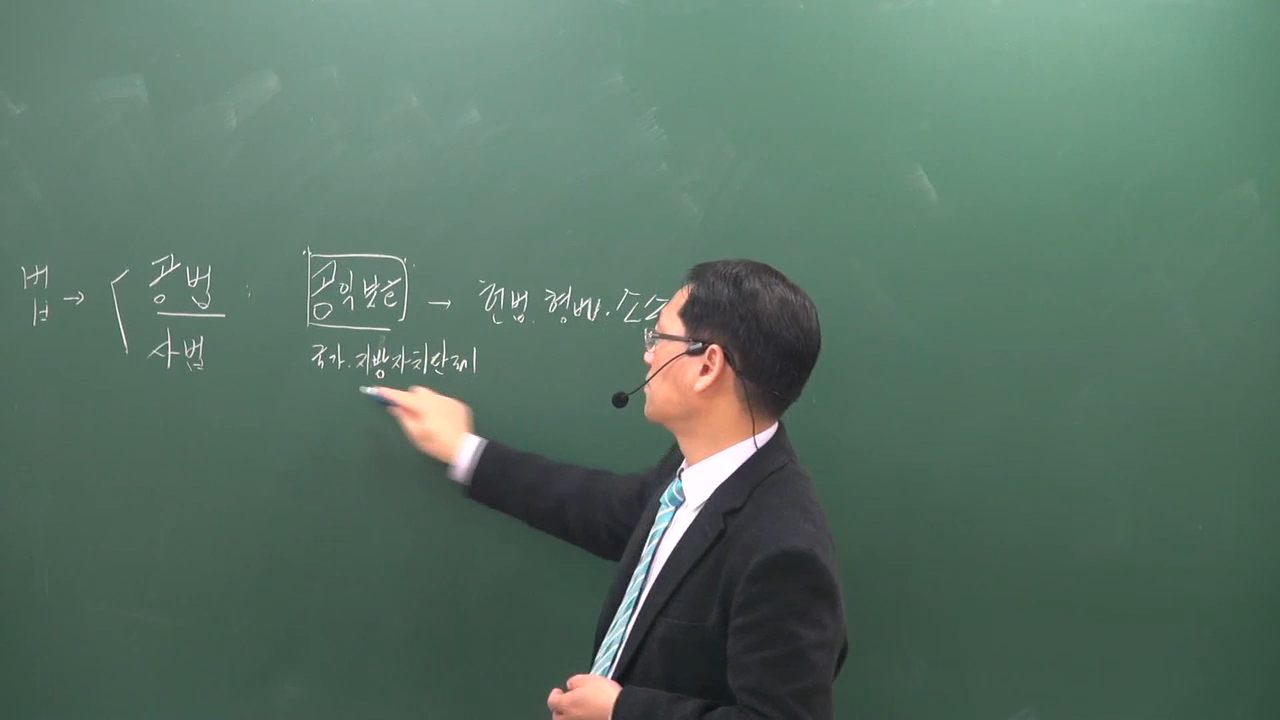 법 → 공법 : 공익보호 → 헌법. 형법. 소송
사법
국가. 지방자치단체